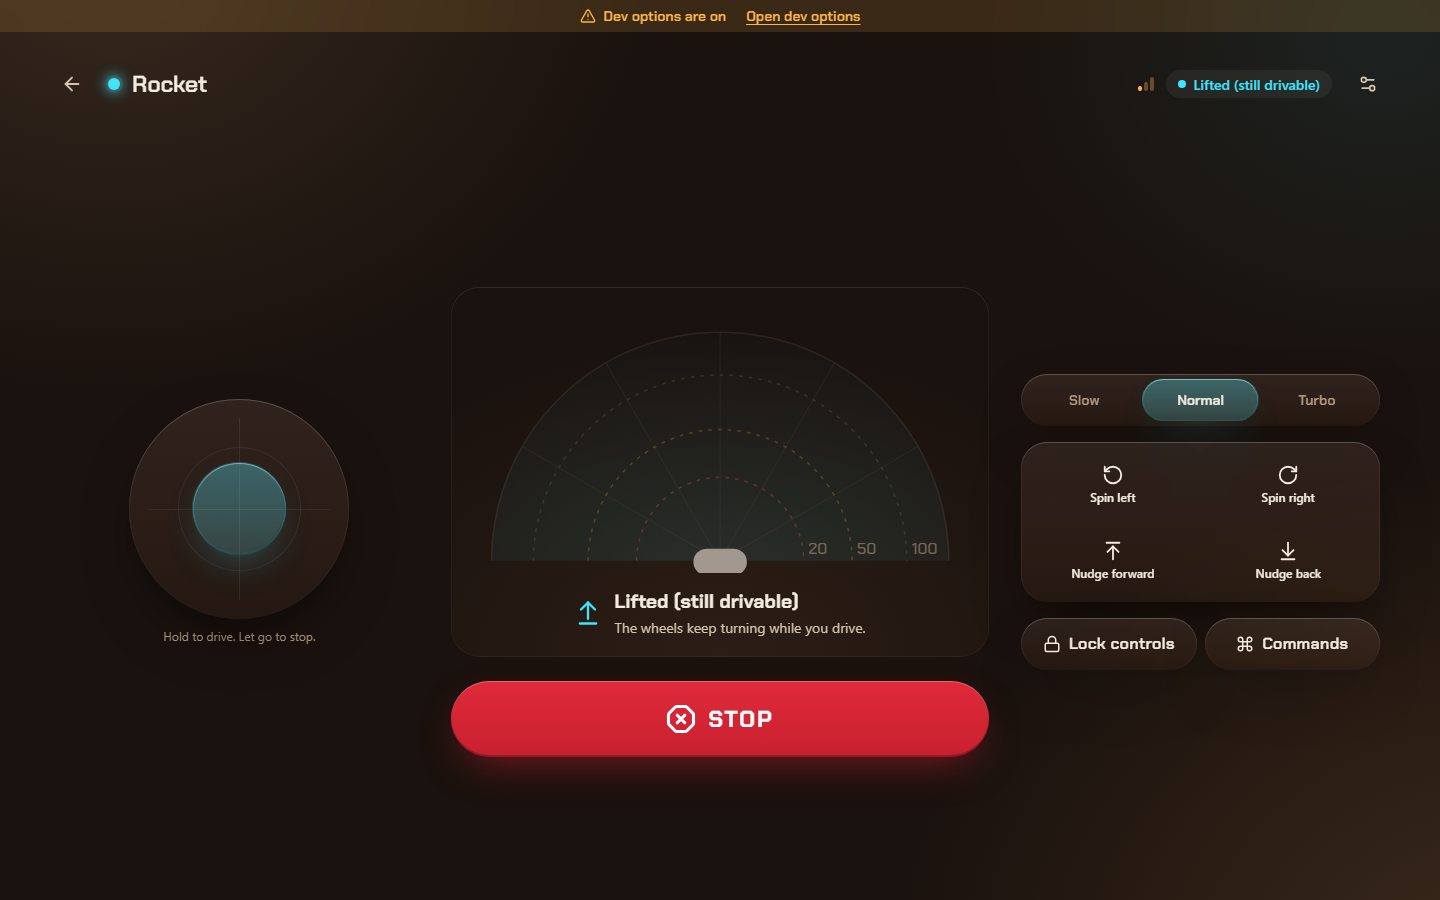 Dev options are on Open dev options
Rocket
Lifted (still drivable)
20 50 100
Lifted (still drivable)
The wheels keep turning while you drive.
Hold to drive. Let go to stop.
STOP
Slow Normal Turbo
Spin left Spin right
Nudge forward Nudge back
Lock controls Commands